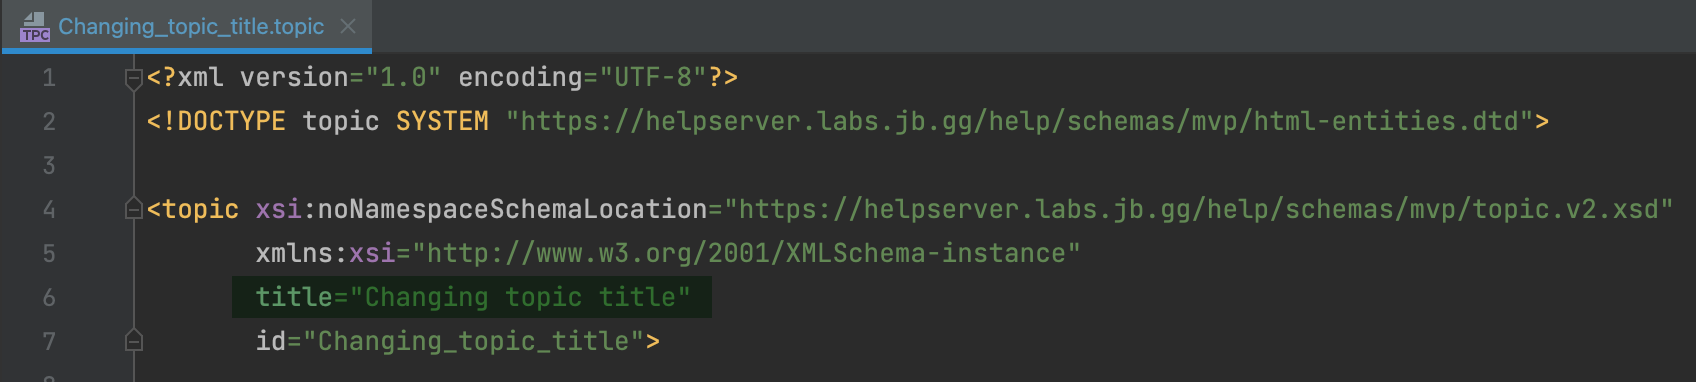 TPC Changing_topic_title.topic
1 <?xml version="1.0" encoding="UTF-8"?>
2 <!DOCTYPE topic SYSTEM "https://helpserver.labs.jb.gg/help/schemas/mvp/html-entities.dtd">
3
4 <topic xsi:noNamespaceSchemaLocation="https://helpserver.labs.jb.gg/help/schemas/mvp/topic.v2.xsd"
5 xmlns:xsi="http://www.w3.org/2001/XMLSchema-instance"
6 title="Changing topic title"
7 id="Changing_topic_title">